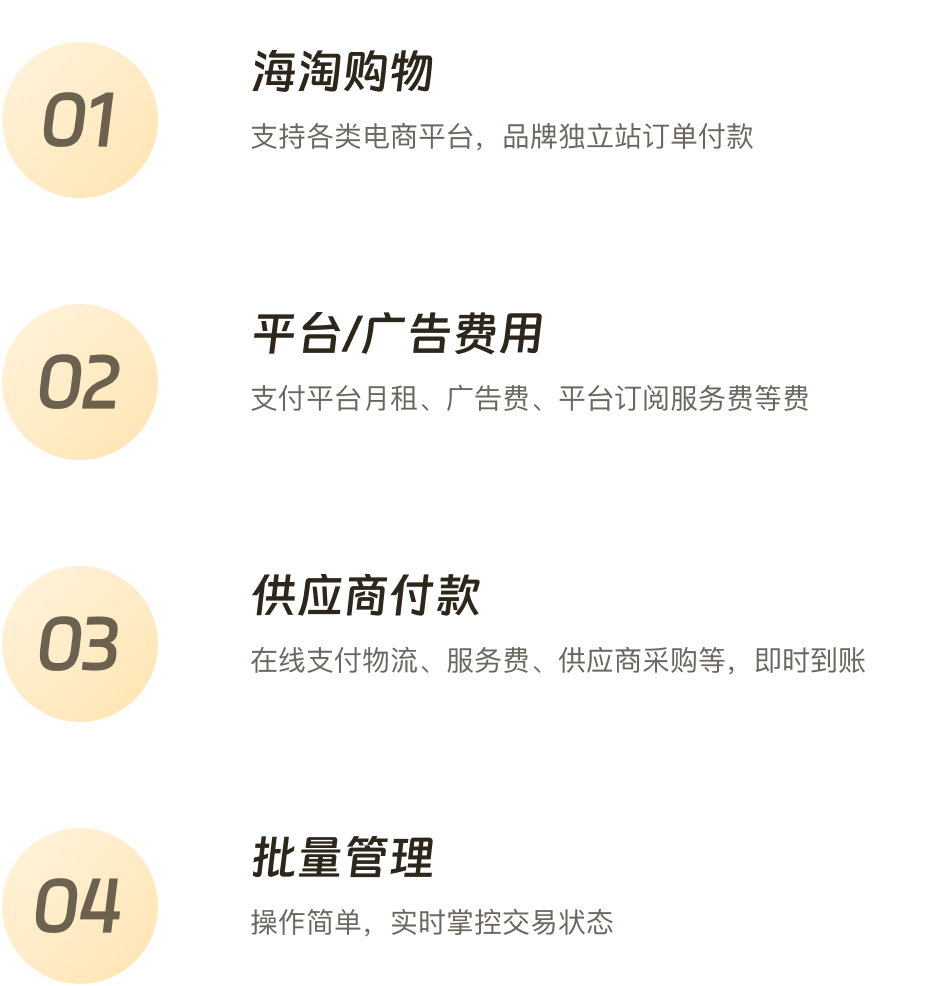 01
海淘购物
支持各类电商平台，品牌独立站订单付款
02
平台/广告费用
支付平台月租、广告费、平台订阅服务费等费
03
供应商付款
在线支付物流、服务费、供应商采购等，即时到账
04
批量管理
操作简单，实时掌控交易状态